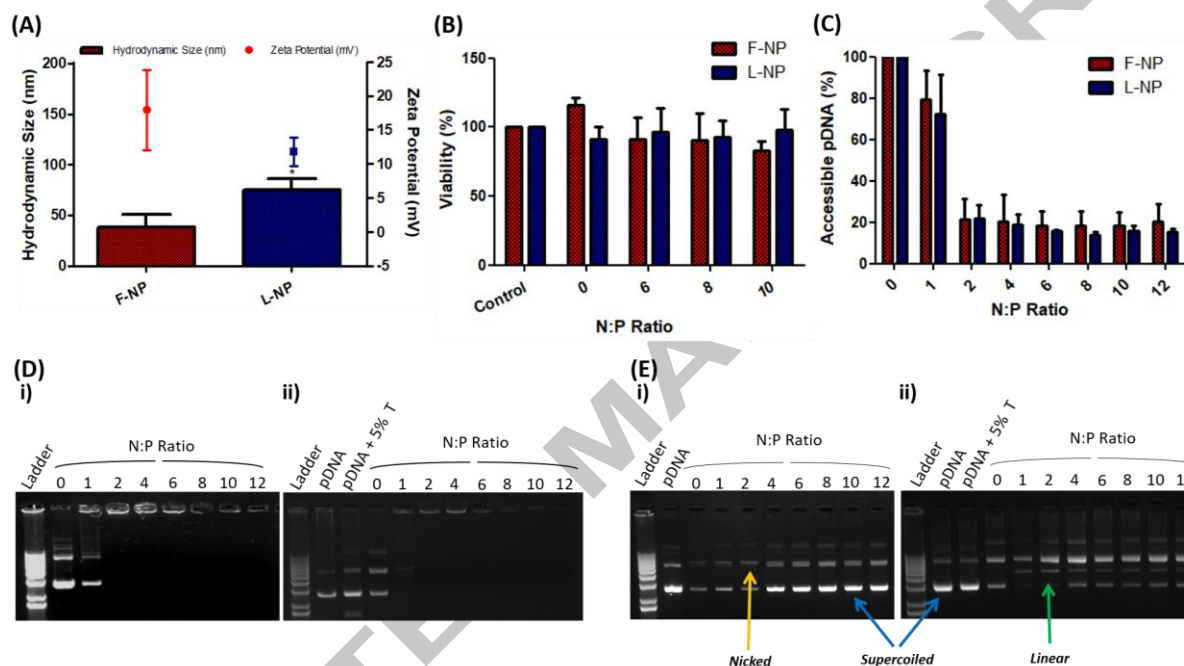 (A)
Hydrodynamic Size (nm) Zeta Potential (mV)
Hydrodynamic Size (nm)
200
150
100
50
0
25
20
15
10
5
0
-5
Zeta Potential (mV)
*
F-NP
L-NP
(B)
F-NP
L-NP
Viability (%)
150
100
50
0
Control
0
6
8
10
N:P Ratio
(C)
F-NP
L-NP
Accessible pDNA (%)
100
80
60
40
20
0
0
1
2
4
6
8
10
12
N:P Ratio
(D)
i)
Ladder
N:P Ratio
0 1 2 4 6 8 10 12
ii)
Ladder
pDNA
pDNA + 5% T
N:P Ratio
0 1 2 4 6 8 10 12
(E)
i)
Ladder
pDNA
N:P Ratio
0 1 2 4 6 8 10 12
Nicked
Supercoiled
ii)
Ladder
pDNA
pDNA + 5% T
N:P Ratio
0 1 2 4 6 8 10 1
Linear